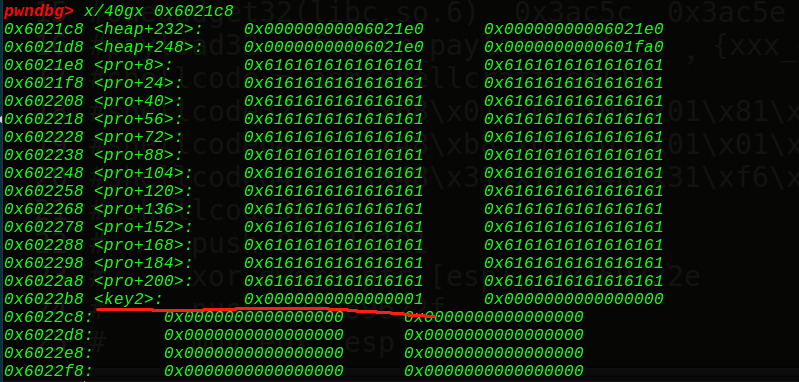 pwndbg> x/40gx 0x6021c8
0x6021c8 <heap+232>: 0x00000000006021e0 0x00000000006021e0
0x6021d8 <heap+248>: 0x00000000006021e0 0x0000000000601fa0
0x6021e8 <pro+8>: 0x6161616161616161 0x6161616161616161
0x6021f8 <pro+24>: 0x6161616161616161 0x6161616161616161
0x602208 <pro+40>: 0x6161616161616161 0x6161616161616161
0x602218 <pro+56>: 0x6161616161616161 0x6161616161616161
0x602228 <pro+72>: 0x6161616161616161 0x6161616161616161
0x602238 <pro+88>: 0x6161616161616161 0x6161616161616161
0x602248 <pro+104>: 0x6161616161616161 0x6161616161616161
0x602258 <pro+120>: 0x6161616161616161 0x6161616161616161
0x602268 <pro+136>: 0x6161616161616161 0x6161616161616161
0x602278 <pro+152>: 0x6161616161616161 0x6161616161616161
0x602288 <pro+168>: 0x6161616161616161 0x6161616161616161
0x602298 <pro+184>: 0x6161616161616161 0x6161616161616161
0x6022a8 <pro+200>: 0x6161616161616161 0x6161616161616161
0x6022b8 <key2>: 0x0000000000000001 0x0000000000000000
0x6022c8: 0x0000000000000000 0x0000000000000000
0x6022d8: 0x0000000000000000 0x0000000000000000
0x6022e8: 0x0000000000000000 0x0000000000000000
0x6022f8: 0x0000000000000000 0x0000000000000000